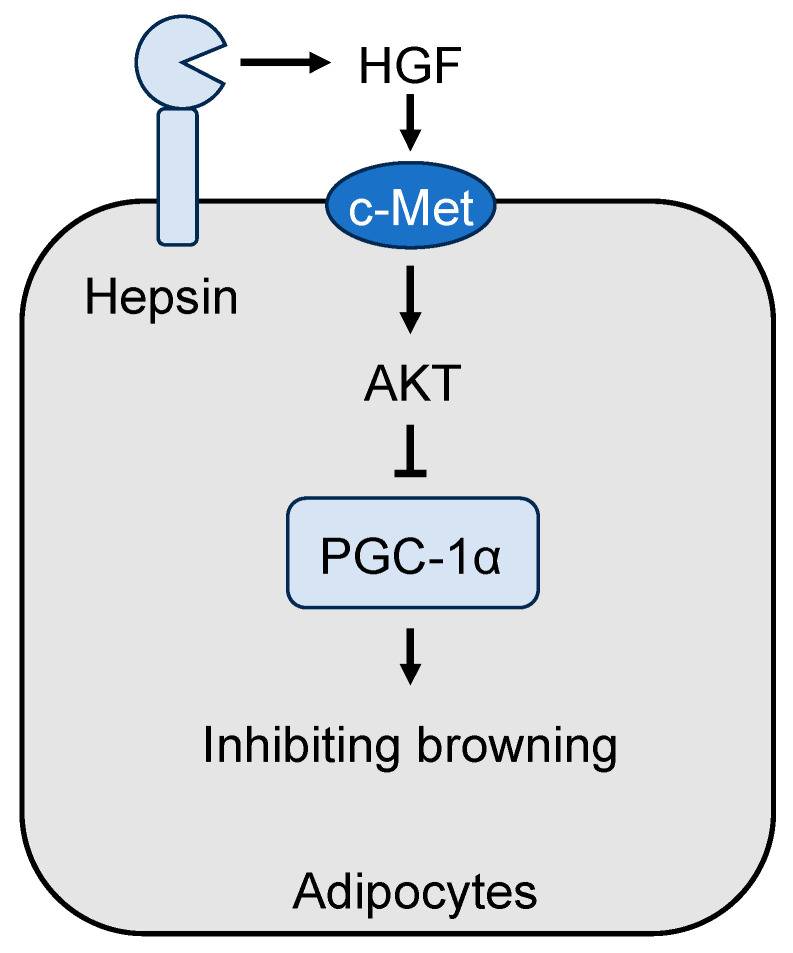 HGF
c-Met
Hepsin
AKT
PGC-1α
Inhibiting browning
Adipocytes